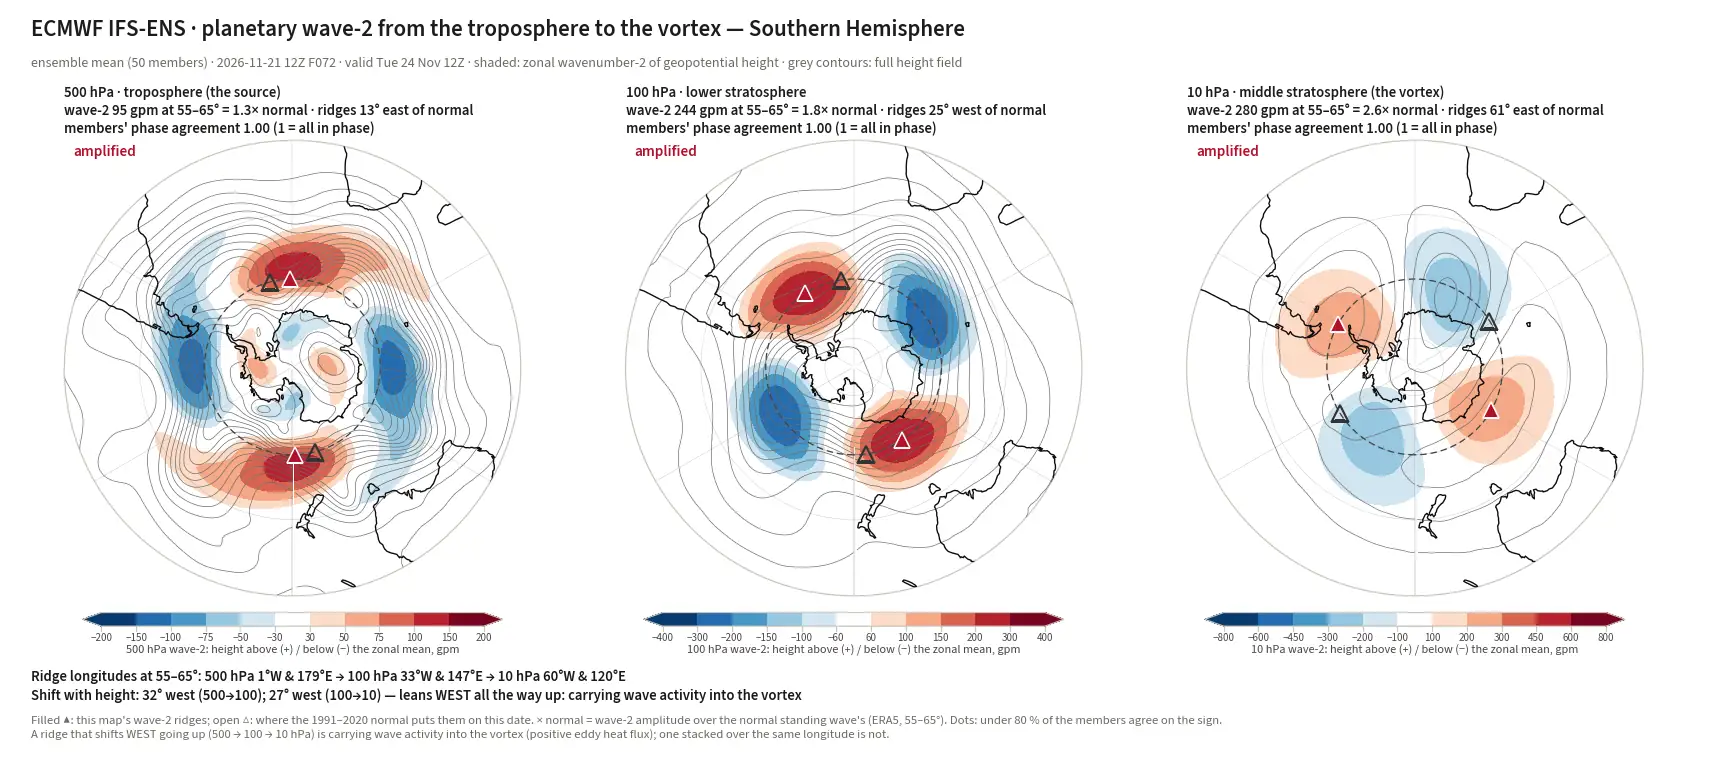 ECMWF IFS-ENS · planetary wave-2 from the troposphere to the vortex — Southern Hemisphere
ensemble mean (50 members) · 2026-11-21 12Z F072 · valid Tue 24 Nov 12Z · shaded: zonal wavenumber-2 of geopotential height · grey contours: full height field
500 hPa · troposphere (the source)
wave-2 95 gpm at 55–65° = 1.3× normal · ridges 13° east of normal
members' phase agreement 1.00 (1 = all in phase)
amplified
100 hPa · lower stratosphere
wave-2 244 gpm at 55–65° = 1.8× normal · ridges 25° west of normal
members' phase agreement 1.00 (1 = all in phase)
amplified
10 hPa · middle stratosphere (the vortex)
wave-2 280 gpm at 55–65° = 2.6× normal · ridges 61° east of normal
members' phase agreement 1.00 (1 = all in phase)
amplified
−200 −150 −100 −75 −50 −30 30 50 75 100 150 200
500 hPa wave-2: height above (+) / below (−) the zonal mean, gpm
−400 −300 −200 −150 −100 −60 60 100 150 200 300 400
100 hPa wave-2: height above (+) / below (−) the zonal mean, gpm
−800 −600 −450 −300 −200 −100 100 200 300 450 600 800
10 hPa wave-2: height above (+) / below (−) the zonal mean, gpm
Ridge longitudes at 55–65°: 500 hPa 1°W & 179°E → 100 hPa 33°W & 147°E → 10 hPa 60°W & 120°E
Shift with height: 32° west (500→100); 27° west (100→10) — leans WEST all the way up: carrying wave activity into the vortex
Filled ▲: this map's wave-2 ridges; open △: where the 1991–2020 normal puts them on this date. × normal = wave-2 amplitude over the normal standing wave's (ERA5, 55–65°). Dots: under 80 % of the members agree on the sign.
A ridge that shifts WEST going up (500 → 100 → 10 hPa) is carrying wave activity into the vortex (positive eddy heat flux); one stacked over the same longitude is not.